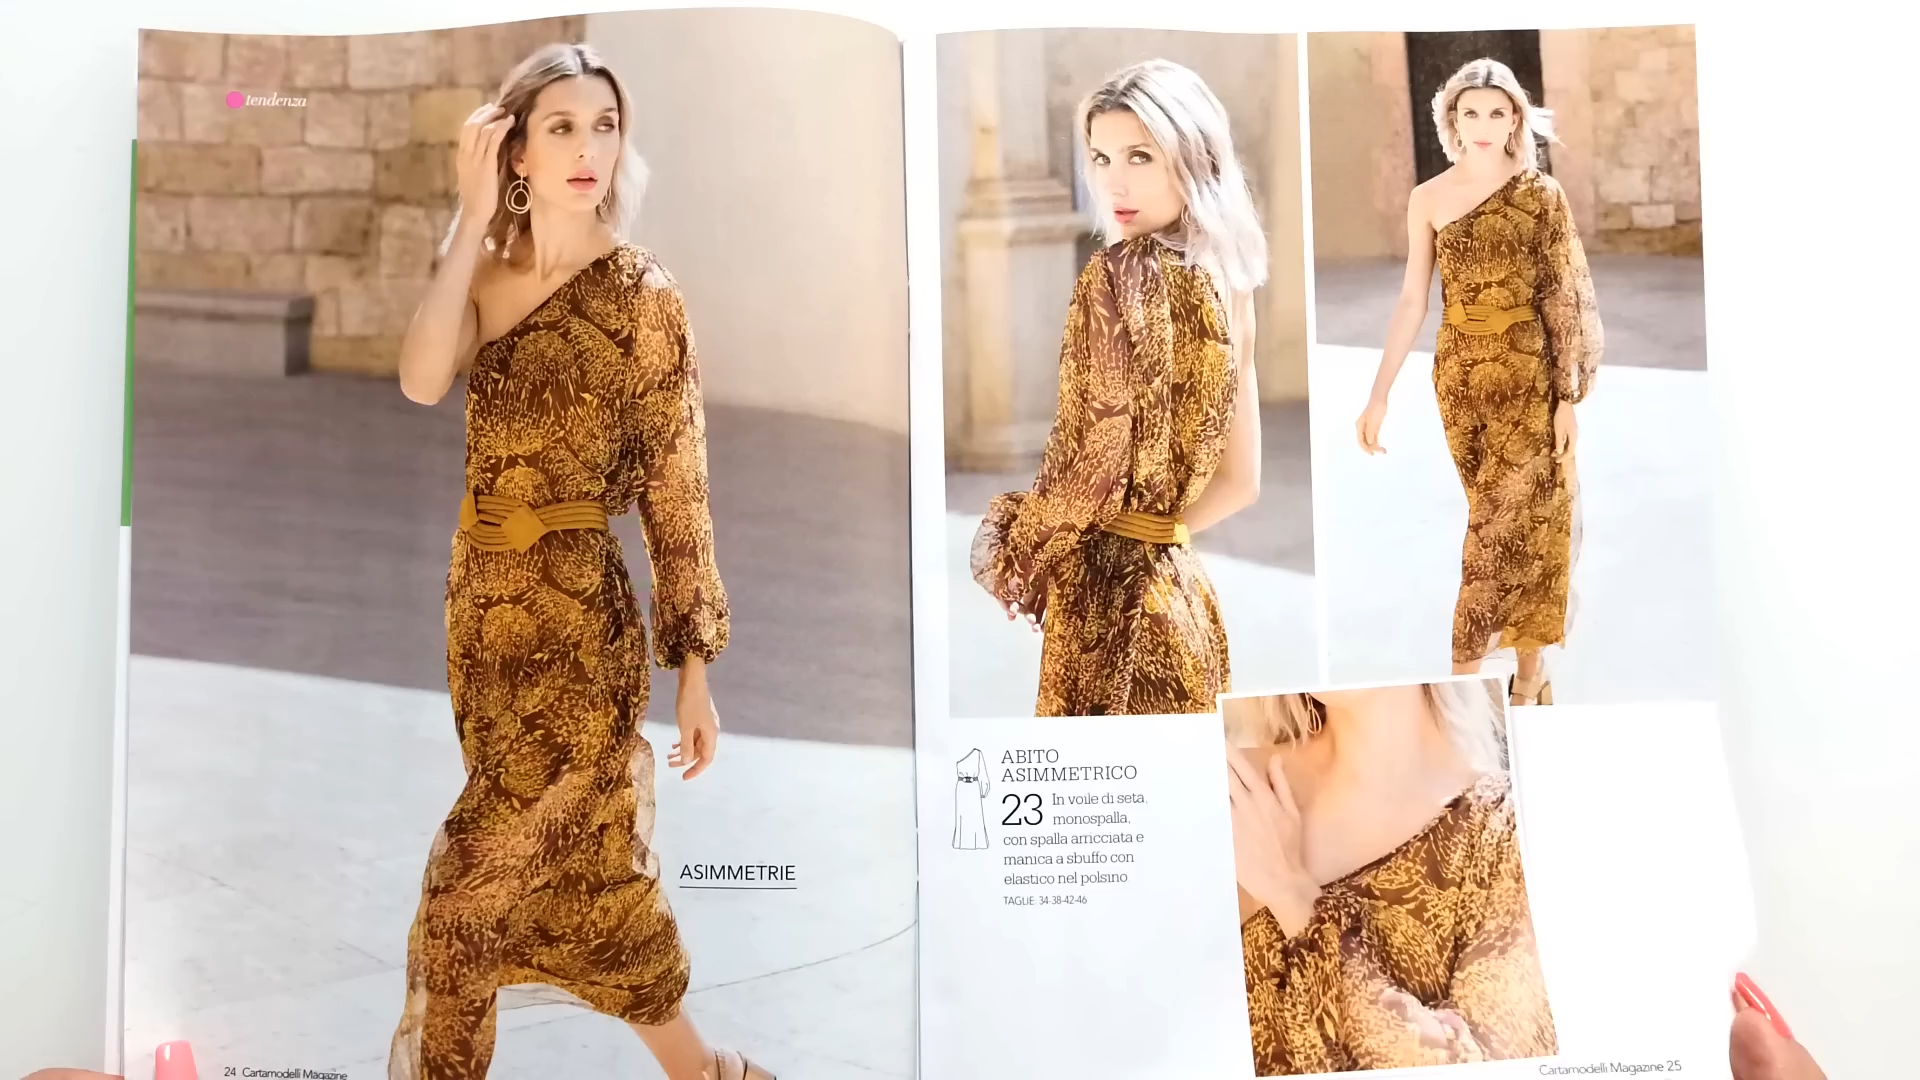 tendenza
ASIMMETRIE
24 Cartamodelli Magazine
ABITO
ASIMMETRICO
23 In voile di seta,
monospalla,
con spalla arricciata e
manica a sbuffo con
elastico nel polsino
TAGLIE: 34-38-42-46
Cartamodelli Magazine 25